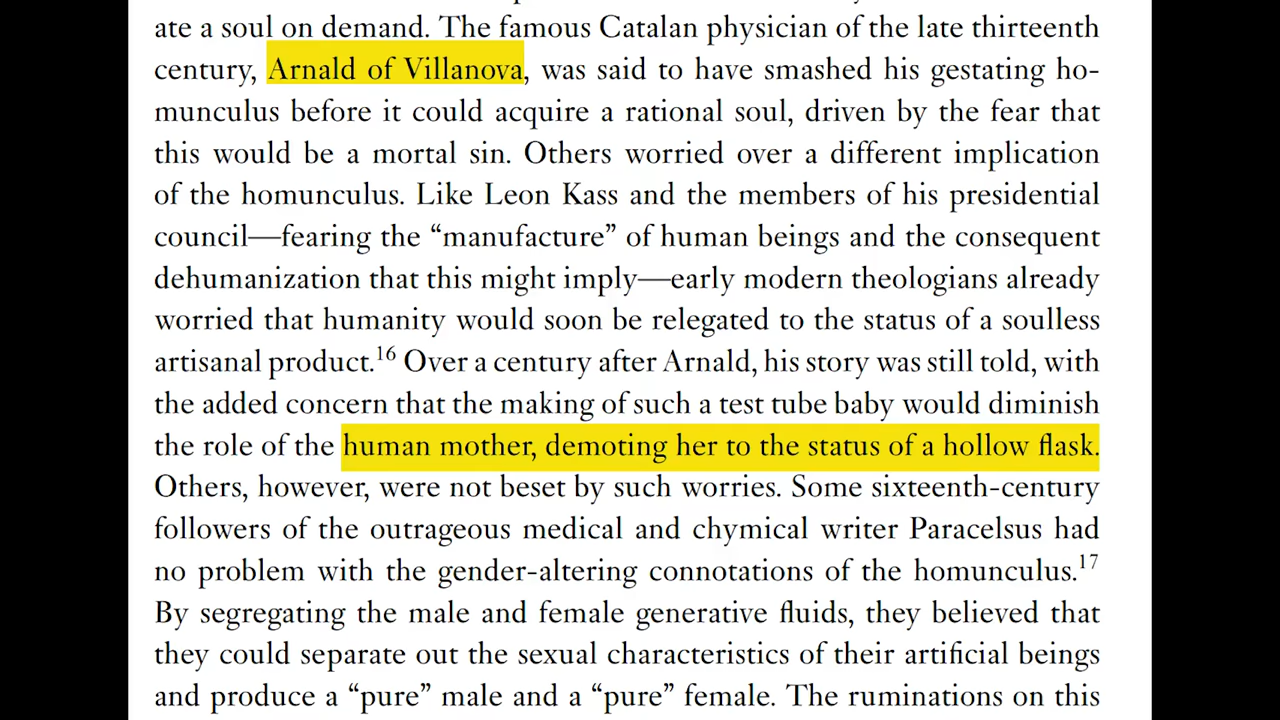 ate a soul on demand. The famous Catalan physician of the late thirteenth
century, Arnald of Villanova, was said to have smashed his gestating ho-
munculus before it could acquire a rational soul, driven by the fear that
this would be a mortal sin. Others worried over a different implication
of the homunculus. Like Leon Kass and the members of his presidential
council—fearing the “manufacture” of human beings and the consequent
dehumanization that this might imply—early modern theologians already
worried that humanity would soon be relegated to the status of a soulless
artisanal product.16 Over a century after Arnald, his story was still told, with
the added concern that the making of such a test tube baby would diminish
the role of the human mother, demoting her to the status of a hollow flask.
Others, however, were not beset by such worries. Some sixteenth-century
followers of the outrageous medical and chymical writer Paracelsus had
no problem with the gender-altering connotations of the homunculus.17
By segregating the male and female generative fluids, they believed that
they could separate out the sexual characteristics of their artificial beings
and produce a “pure” male and a “pure” female. The ruminations on this